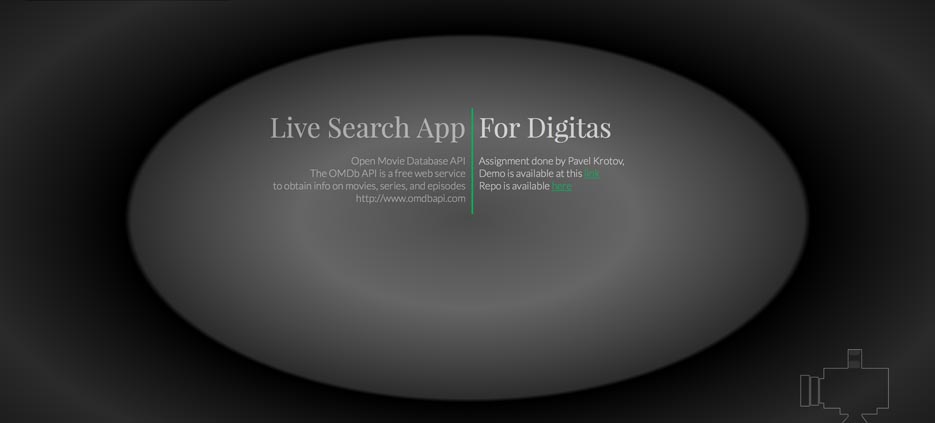 Live Search App
For Digitas
Open Movie Database API
The OMDb API is a free web service
to obtain info on movies, series, and episodes
http://www.omdbapi.com
Assignment done by Pavel Krotov,
Demo is available at this link
Repo is available here